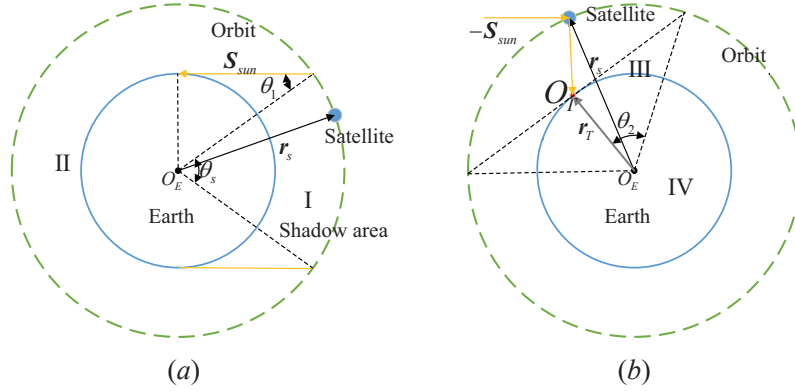 Orbit
S_sun
θ_1
Satellite
r_s
II
O_E
θ_s
I
Earth
Shadow area
(a)
Satellite
−S_sun
r_s
III
Orbit
O_T
r_T
θ_2
O_E
IV
Earth
(b)